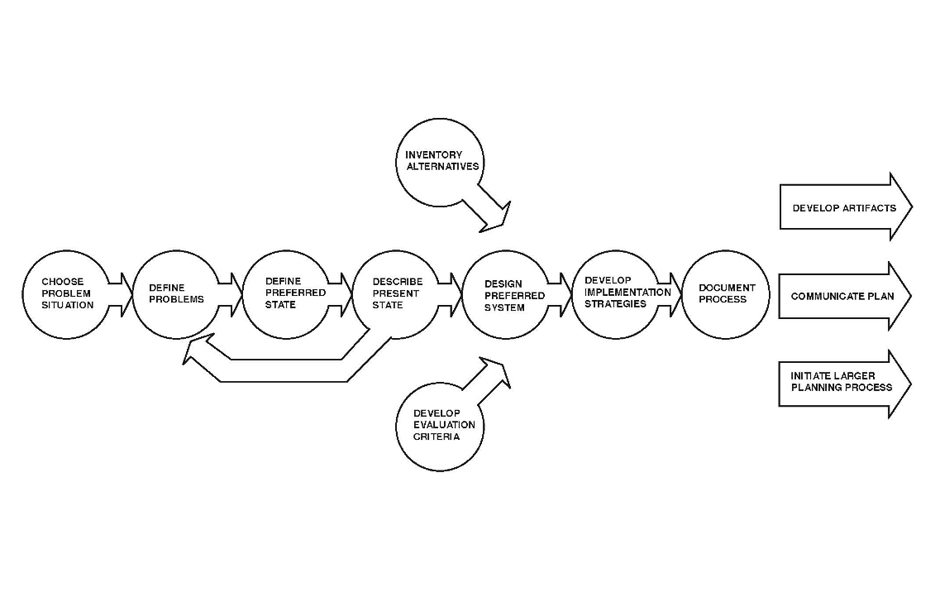 INVENTORY
ALTERNATIVES
DEVELOP ARTIFACTS
CHOOSE
PROBLEM
SITUATION
DEFINE
PROBLEMS
DEFINE
PREFERRED
STATE
DESCRIBE
PRESENT
STATE
DESIGN
PREFERRED
SYSTEM
DEVELOP
IMPLEMENTATION
STRATEGIES
DOCUMENT
PROCESS
COMMUNICATE PLAN
DEVELOP
EVALUATION
CRITERIA
INITIATE LARGER
PLANNING PROCESS